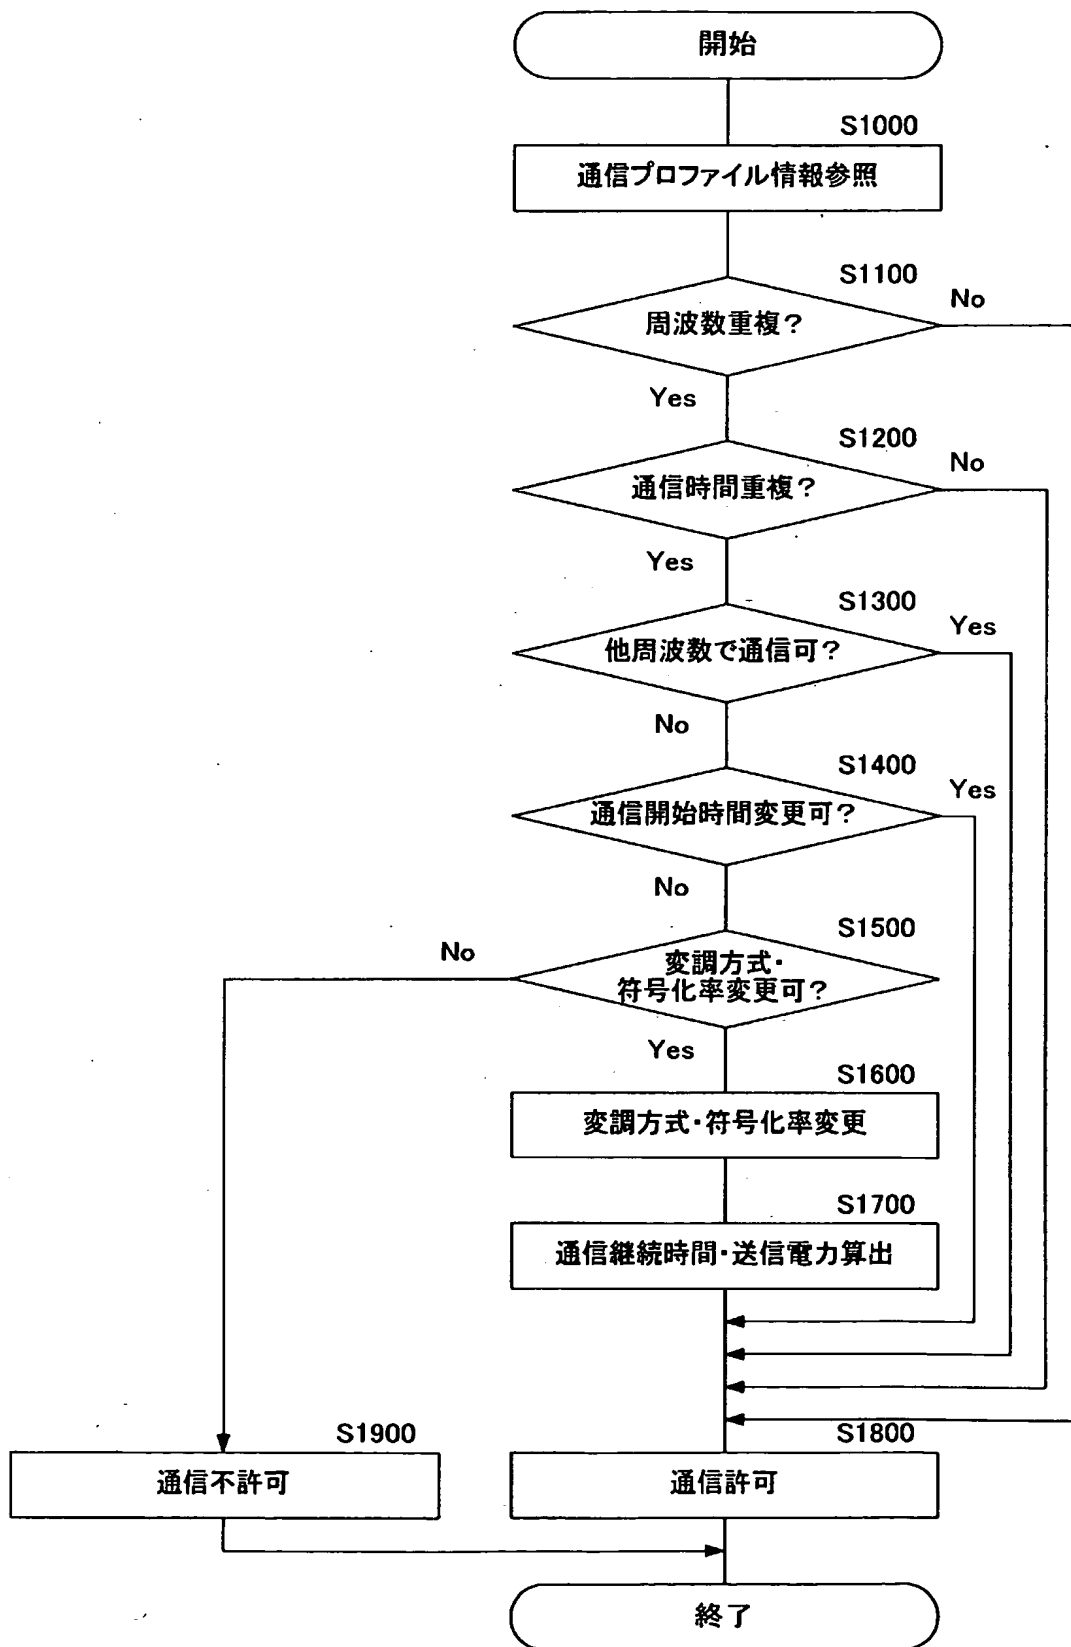 開始
S1000
通信プロファイル情報参照
S1100
周波数重複?
No
Yes
S1200
通信時間重複?
No
Yes
S1300
他周波数で通信可?
Yes
No
S1400
通信開始時間変更可?
Yes
No
S1500
変調方式・
符号化率変更可?
No
Yes
S1600
変調方式・符号化率変更
S1700
通信継続時間・送信電力算出
S1900
通信不許可
S1800
通信許可
終了